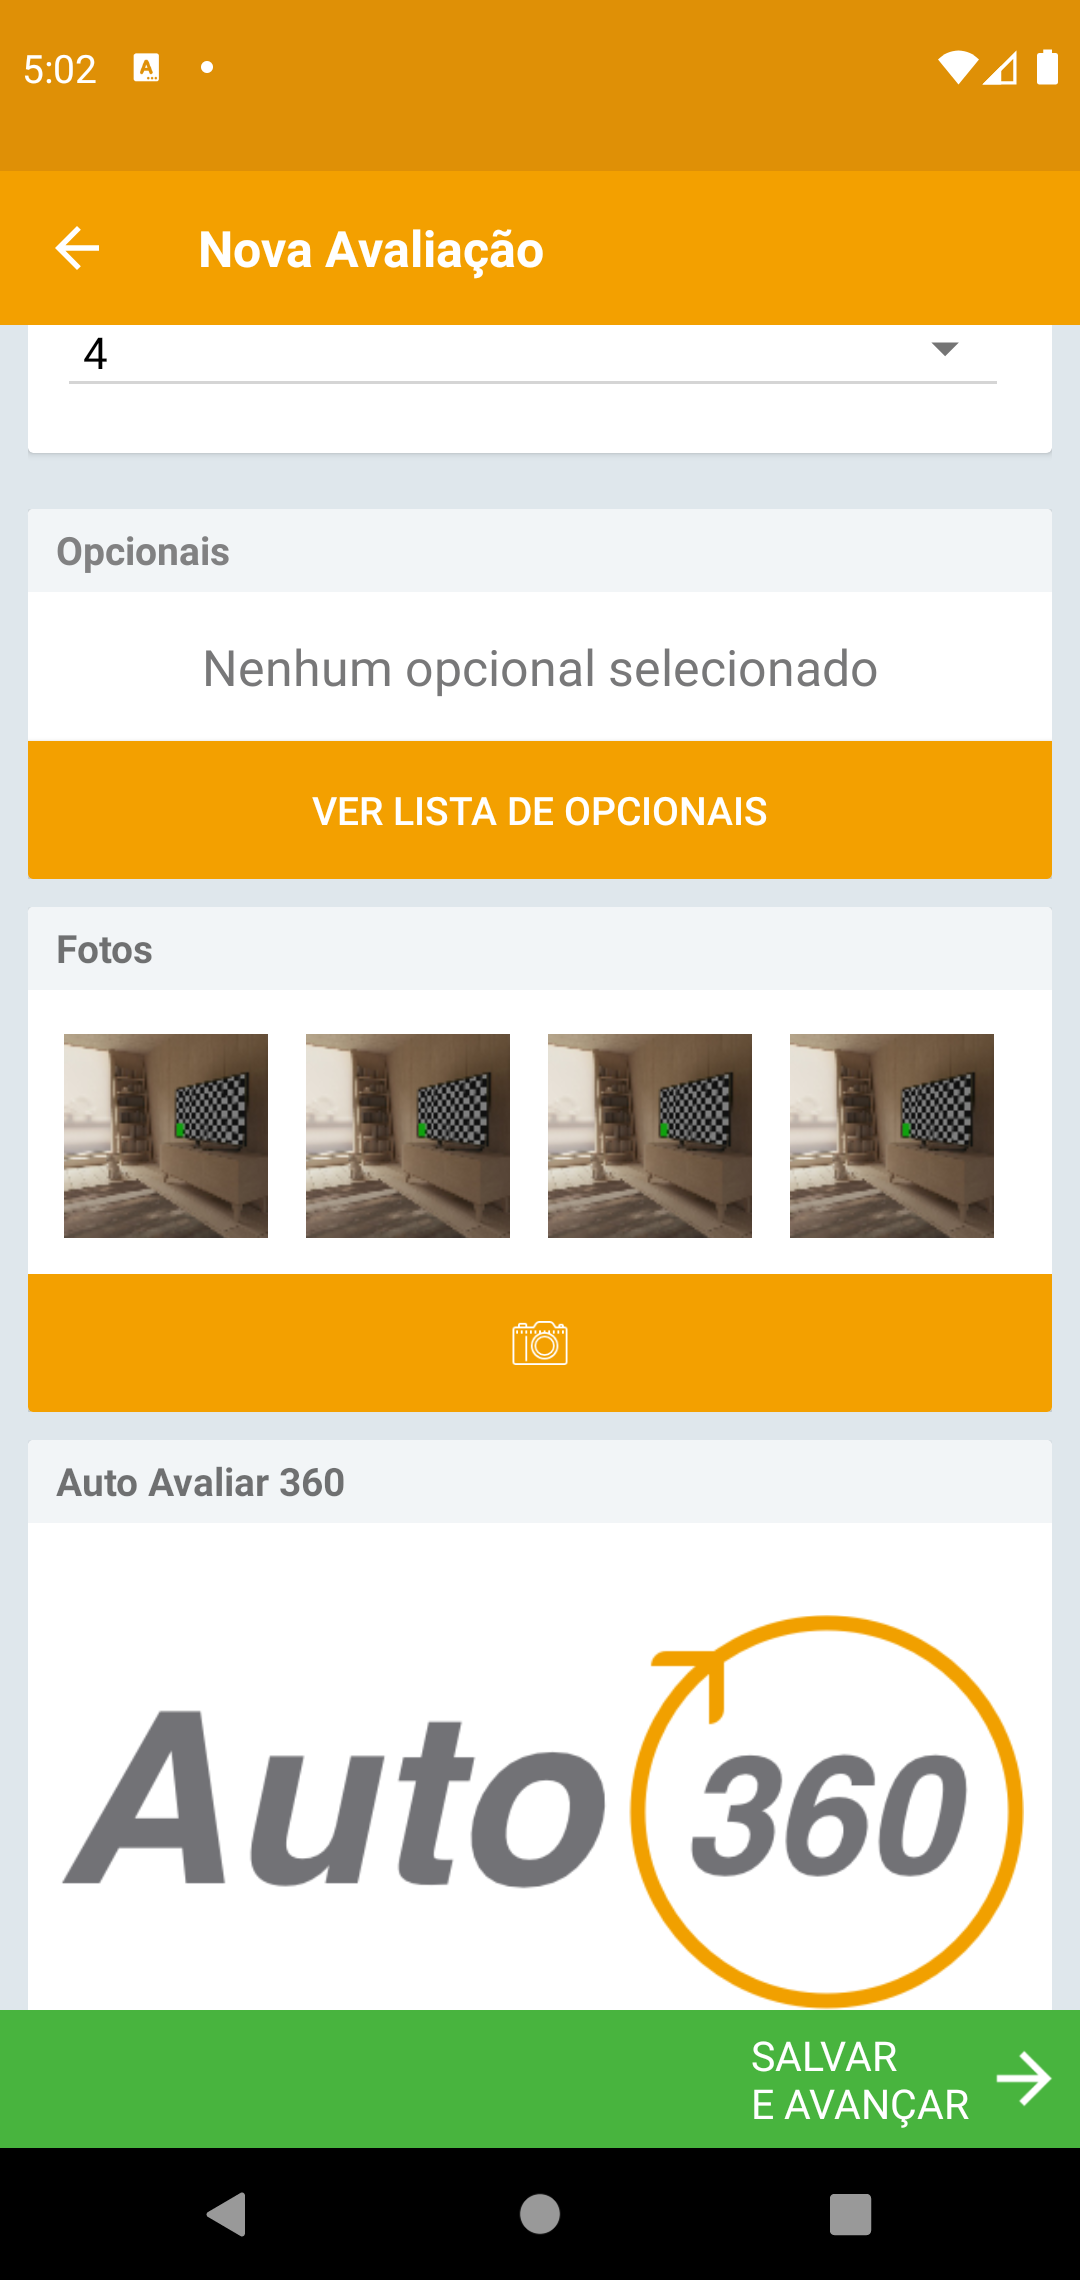 5:02
Nova Avaliação
4
Opcionais
Nenhum opcional selecionado
VER LISTA DE OPCIONAIS
Fotos
Auto Avaliar 360
Auto 360
SALVAR
E AVANÇAR